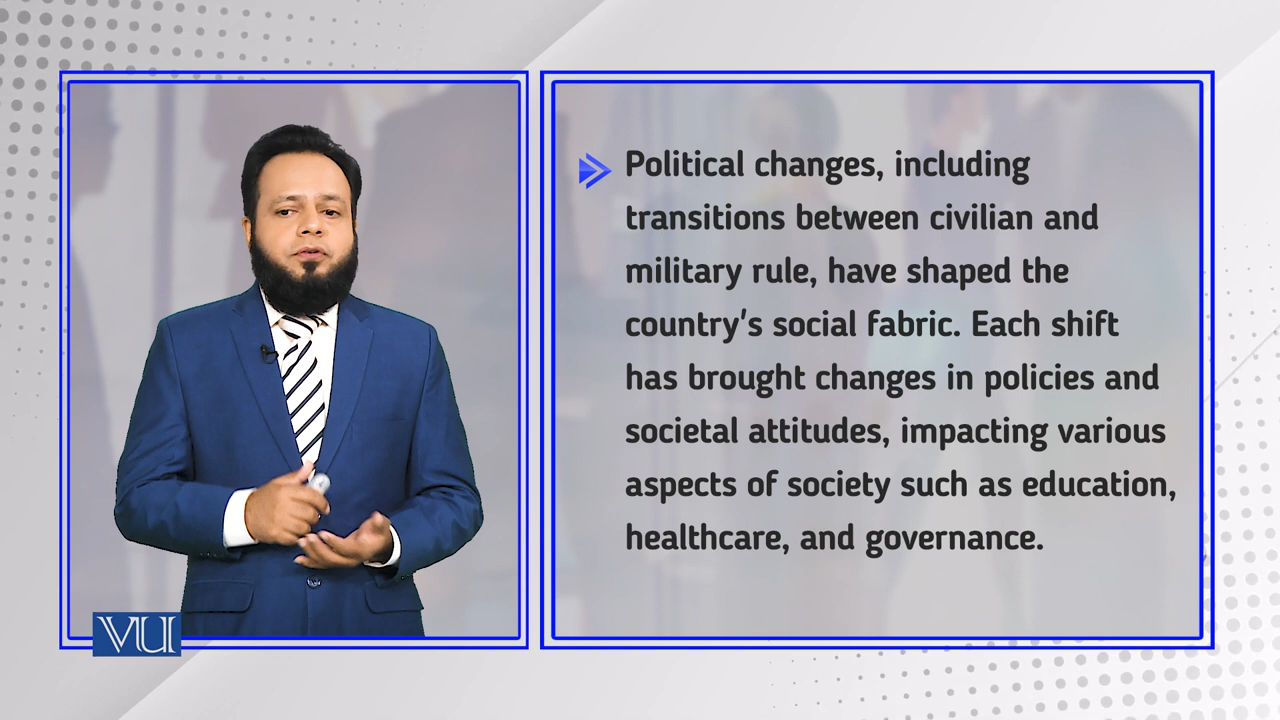 Political changes, including
transitions between civilian and
military rule, have shaped the
country's social fabric. Each shift
has brought changes in policies and
societal attitudes, impacting various
aspects of society such as education,
healthcare, and governance.
VU